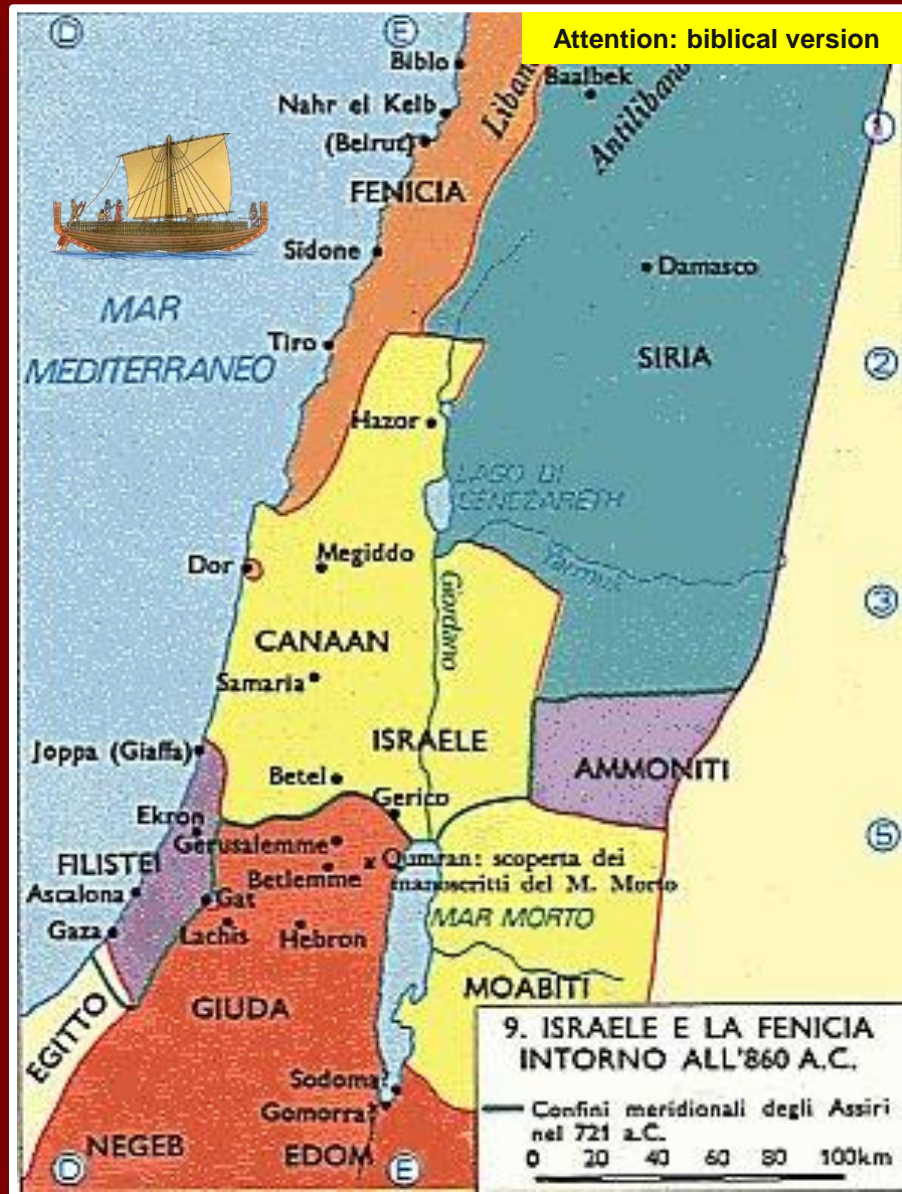 Attention: biblical version
D
E
Biblo
Baalbek
Nahr el Kelb
Libano
Antilibano
(Beirut)
1
FENICIA
Sidone
Damasco
MAR
MEDITERRANEO
Tiro
SIRIA
2
Hazor
LAGO DI
GENEZARETH
Dor
Megiddo
Yarmuk
Giordano
3
CANAAN
Samaria
ISRAELE
Joppa (Giaffa)
AMMONITI
Betel
Gerico
Ekron
Gerusalemme
5
FILISTEI
Qumran: scoperta dei
manoscritti del M. Morto
Betlemme
Ascalona
Gat
MAR MORTO
Gaza
Lachis
Hebron
MOABITI
GIUDA
EGITTO
9. ISRAELE E LA FENICIA
INTORNO ALL'860 A.C.
Sodoma
Gomorra?
Confini meridionali degli Assiri
nel 721 a.C.
NEGEB
EDOM
D
E
0 20 40 60 80 100km